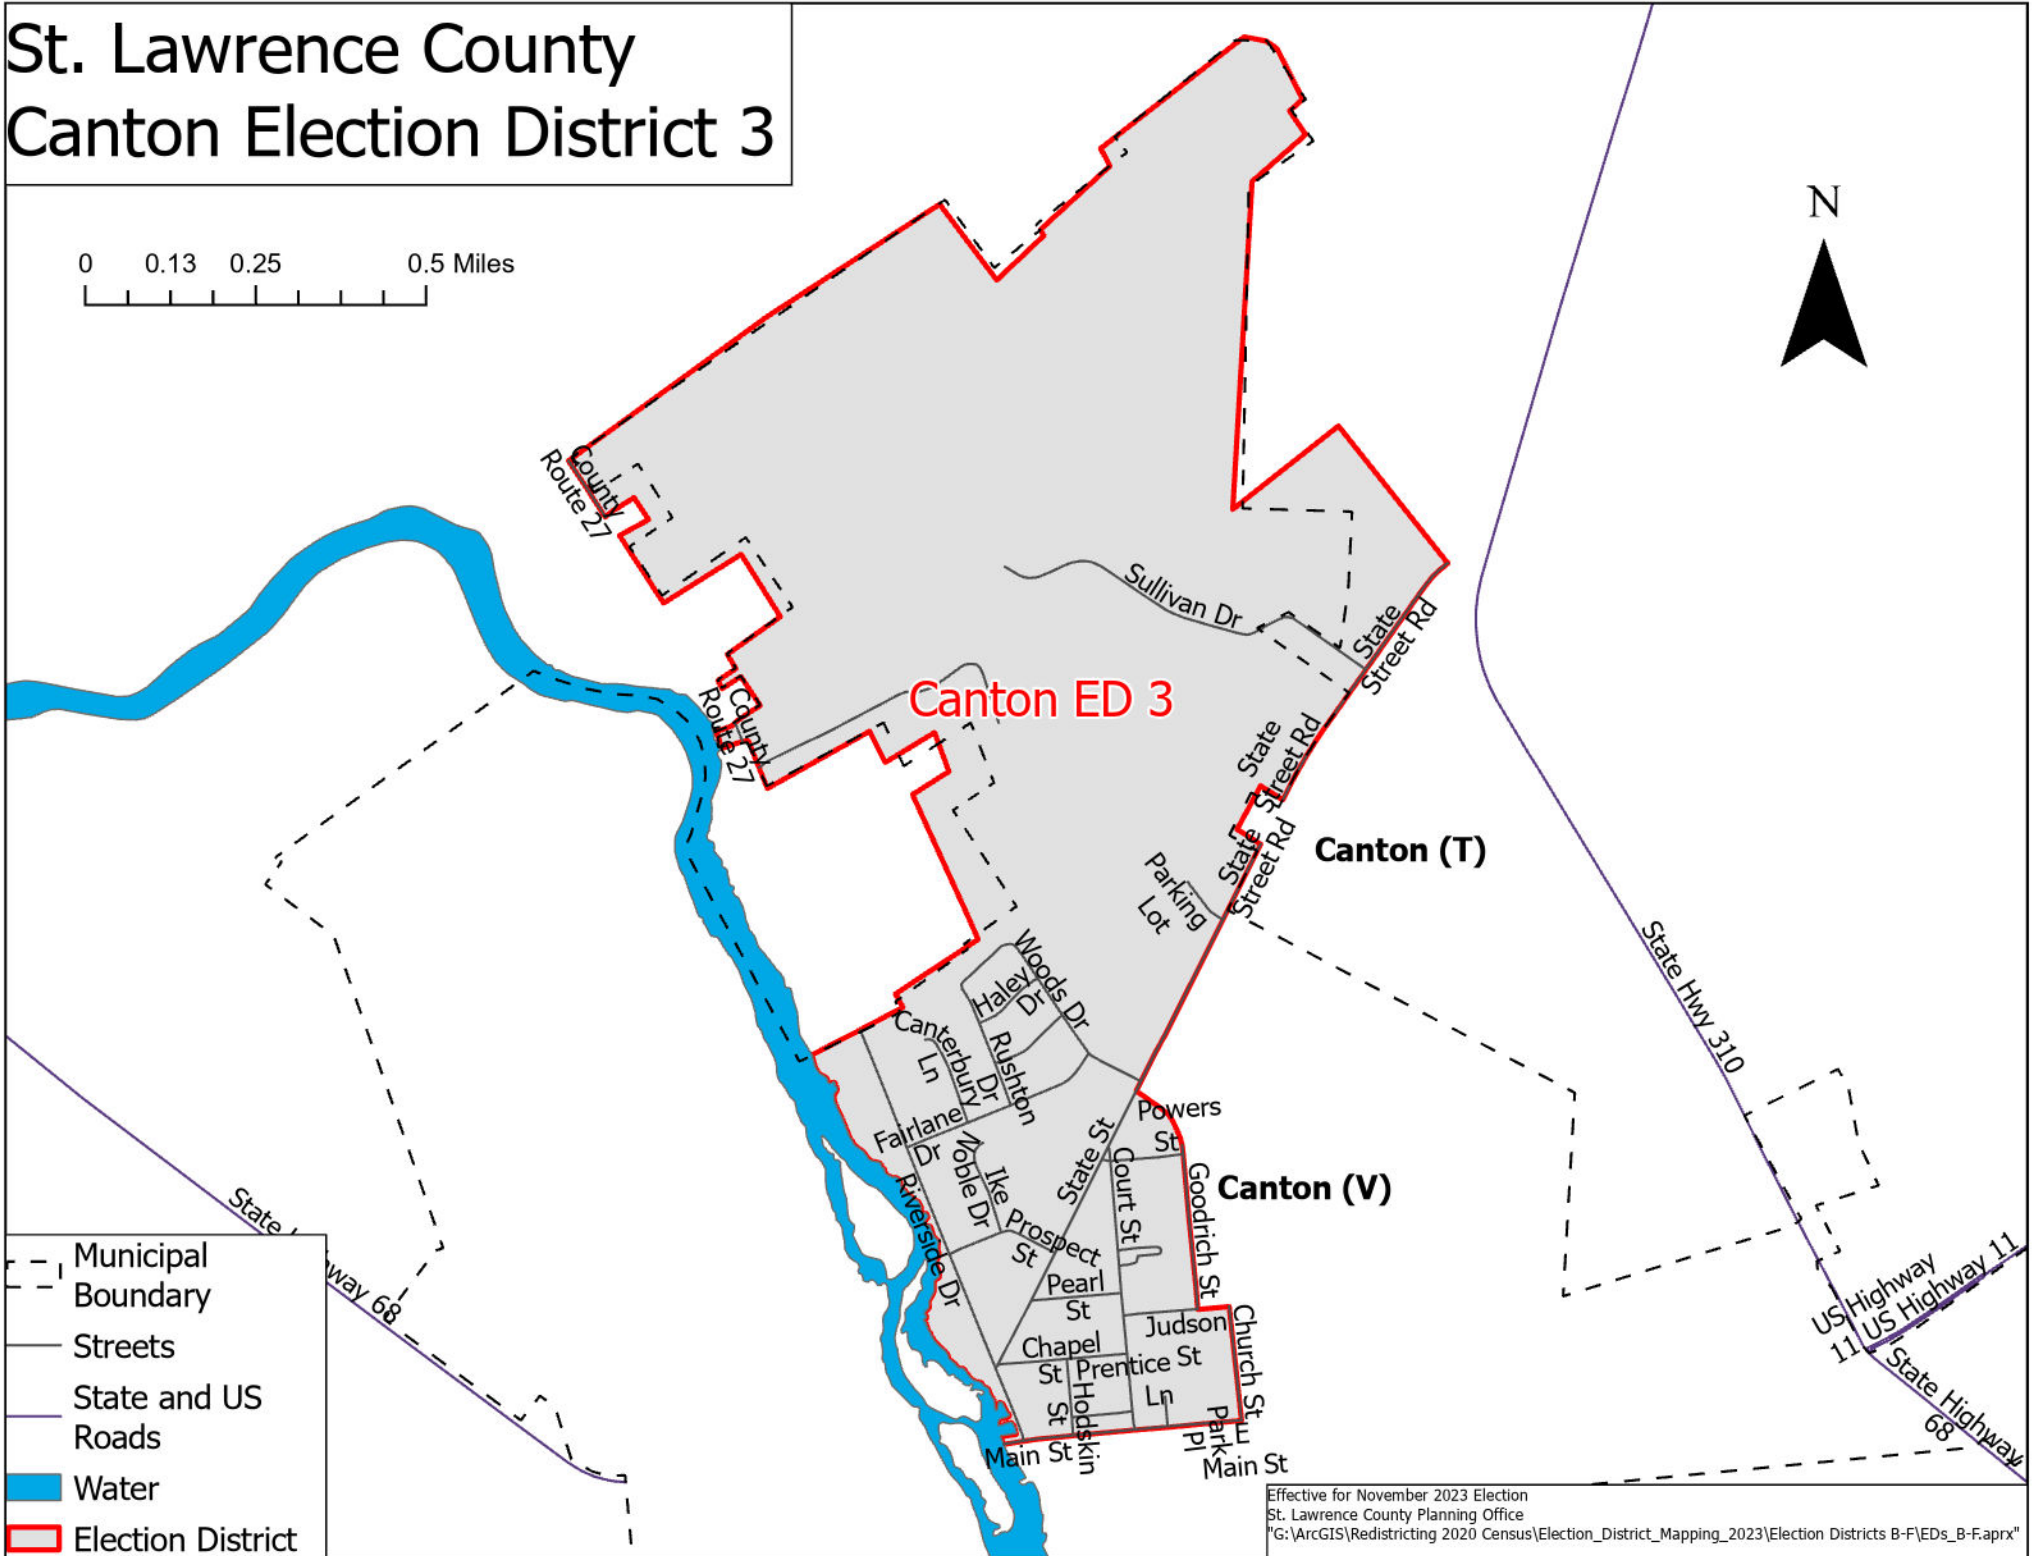 St. Lawrence County
Canton Election District 3
0 0.13 0.25 0.5 Miles
N
County
Route 27
Sullivan Dr
State
Street Rd
Canton ED 3
County
Route 27
State
Street Rd
State
Street Rd
Canton (T)
Parking
Lot
Woods Dr
Haley
Dr
State Hwy 310
Canterbury
Ln
Rushton
Dr
Powers
St
Fairlane
Dr
Noble Dr
Ike
State St
Court St
Goodrich St
Canton (V)
Riverside Dr
Prospect
St
Pearl
St
Judson
St
Church St
Chapel
St
Prentice
Ln
Hodskin
St
Park
Pl
Main St
E
Main St
US Highway
11
US Highway 11
State Highway
68
State Highway 68
Municipal
Boundary
Streets
State and US
Roads
Water
Election District
Effective for November 2023 Election
St. Lawrence County Planning Office
"G:\ArcGIS\Redistricting 2020 Census\Election_District_Mapping_2023\Election Districts B-F\EDs_B-F.aprx"